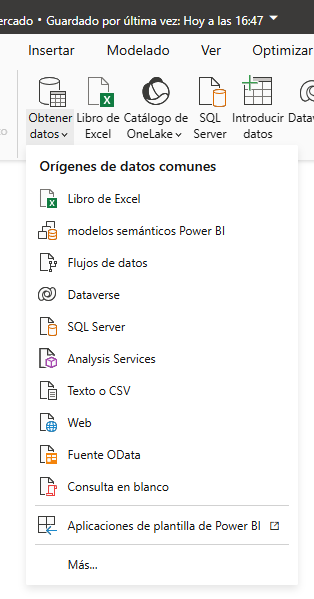 ercado • Guardado por última vez: Hoy a las 16:47
Insertar Modelado Ver Optimizar
Obtener datos Libro de Excel Catálogo de OneLake SQL Server Introducir datos Datave
Orígenes de datos comunes
Libro de Excel
modelos semánticos Power BI
Flujos de datos
Dataverse
SQL Server
Analysis Services
Texto o CSV
Web
Fuente OData
Consulta en blanco
Aplicaciones de plantilla de Power BI
Más...